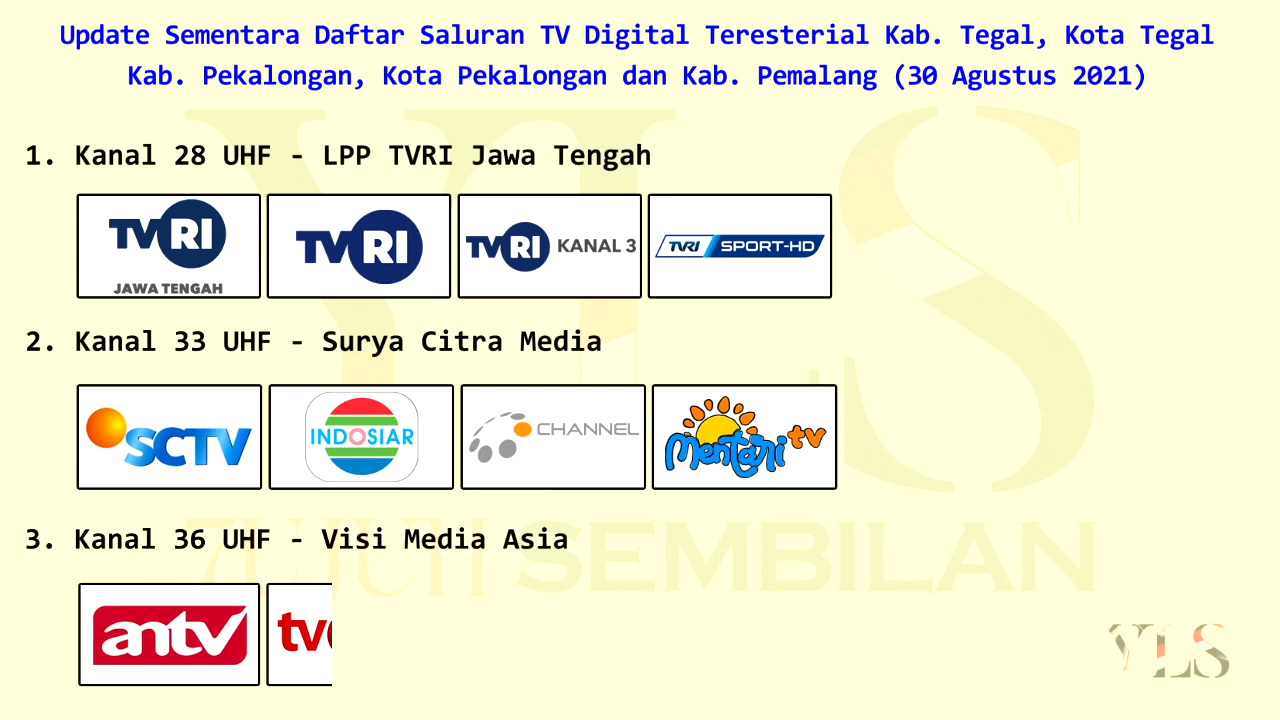 Update Sementara Daftar Saluran TV Digital Teresterial Kab. Tegal, Kota Tegal
Kab. Pekalongan, Kota Pekalongan dan Kab. Pemalang (30 Agustus 2021)
1. Kanal 28 UHF - LPP TVRI Jawa Tengah
TVRI JAWA TENGAH
TVRI
TVRI KANAL 3
TVRI SPORT-HD
2. Kanal 33 UHF - Surya Citra Media
SCTV
INDOSIAR
CHANNEL
Mentari tv
3. Kanal 36 UHF - Visi Media Asia
antv
YLS
TUJUH SEMBILAN
YLS